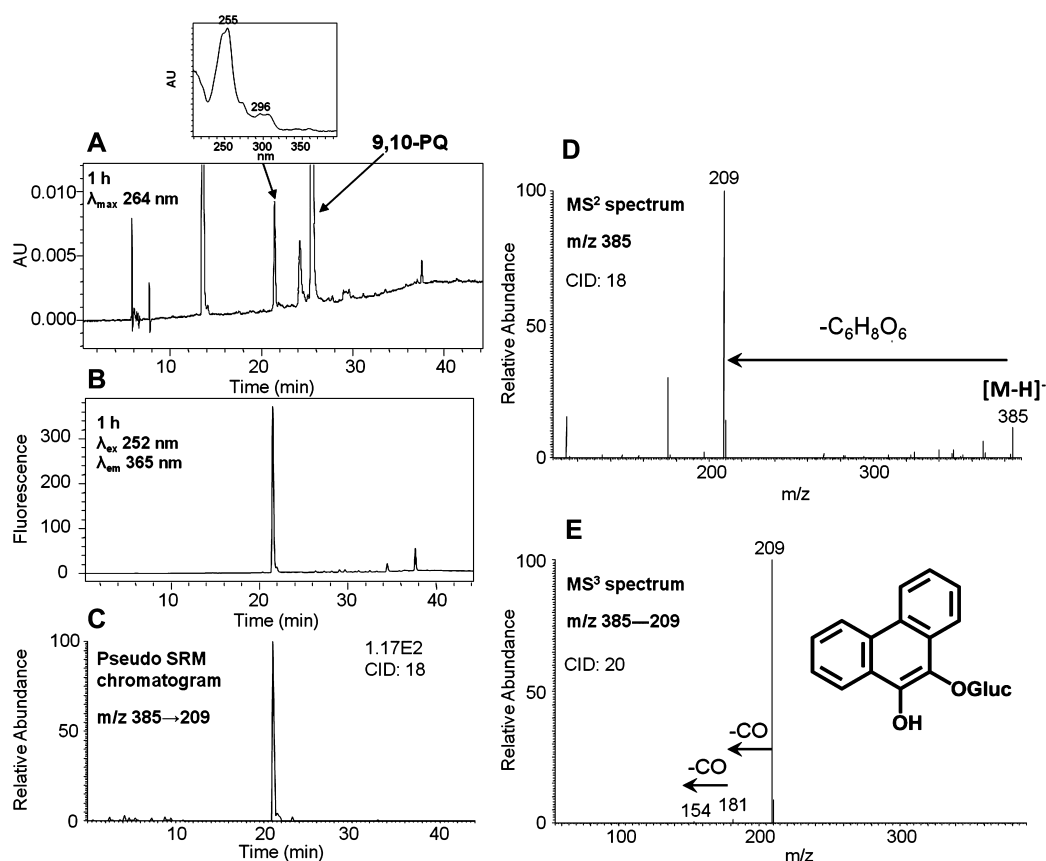 255
AU
296
250 300 350
nm
A
9,10-PQ
1 h
λmax 264 nm
0.010
AU
0.005
0.000
10 20 30 40
Time (min)
B
1 h
λex 252 nm
λem 365 nm
Fluorescence
300
200
100
0
10 20 30 40
Time (min)
C
Pseudo SRM
chromatogram
m/z 385→209
1.17E2
CID: 18
Relative Abundance
100
50
0
10 20 30 40
Time (min)
D
209
MS² spectrum
m/z 385
CID: 18
Relative Abundance
100
50
0
-C₆H₈O₆
[M-H]⁻
385
200 300
m/z
E
209
MS³ spectrum
m/z 385—209
CID: 20
Relative Abundance
100
50
0
OGluc
OH
-CO
-CO
154 181
100 200 300
m/z